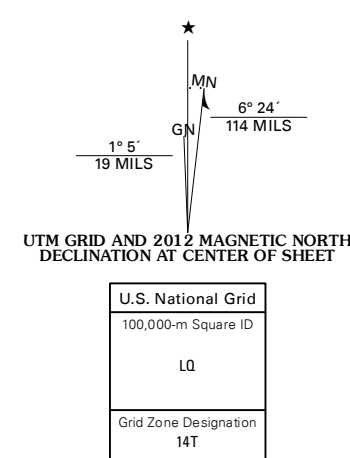 ★
MN
GN
6° 24´
114 MILS
1° 5´
19 MILS
UTM GRID AND 2012 MAGNETIC NORTH
DECLINATION AT CENTER OF SHEET
U.S. National Grid
100,000-m Square ID
LQ
Grid Zone Designation
14T